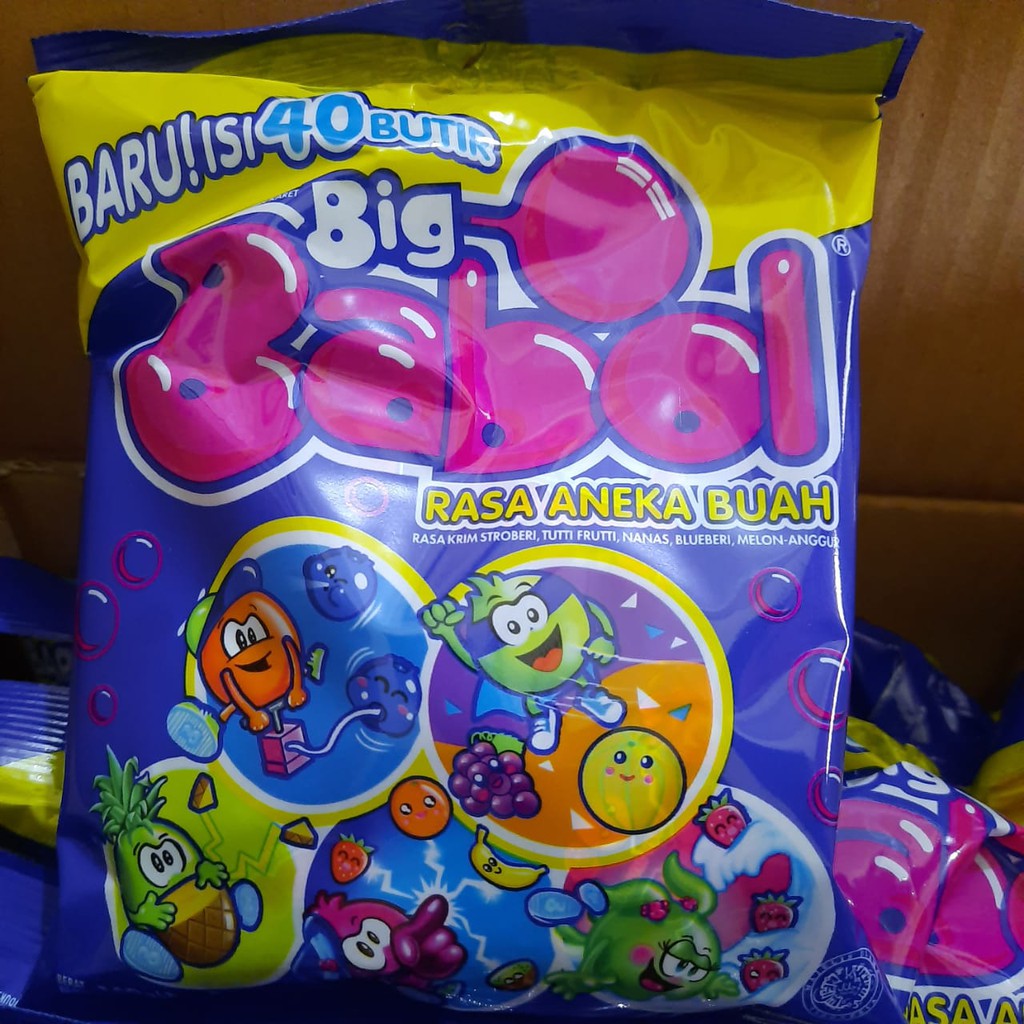 BARU! ISI 40 BUTIR
Big
Babol
®
RASA ANEKA BUAH
RASA KRIM STROBERI, TUTTI FRUTTI, NANAS, BLUEBERI, MELON-ANGGUR